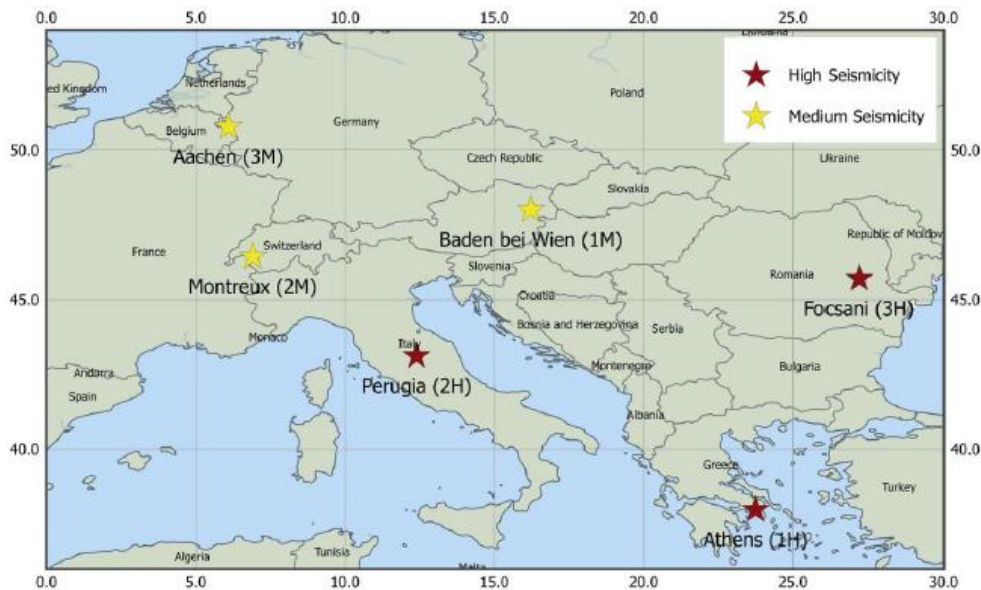 0.0 5.0 10.0 15.0 20.0 25.0 30.0
High Seismicity
Medium Seismicity
Netherlands
ed Kingdom
Poland
Germany
Belgium
Aachen (3M)
50.0 50.0
Czech Republic
Ukraine
Slovakia
Baden bei Wien (1M)
Republic of Moldov
France
Switzerland
Slovenia
Romania
Montreux (2M)
45.0 45.0
Croatia
Focsani (3H)
Bosnia and Herzegovina
Serbia
Monaco
Italy
Andorra
Montenegro
Bulgaria
Perugia (2H)
Spain
Albania
40.0 40.0
Greece
Turkey
Athens (1H)
Algeria
Tunisia
0.0 5.0 10.0 15.0 20.0 25.0 30.0